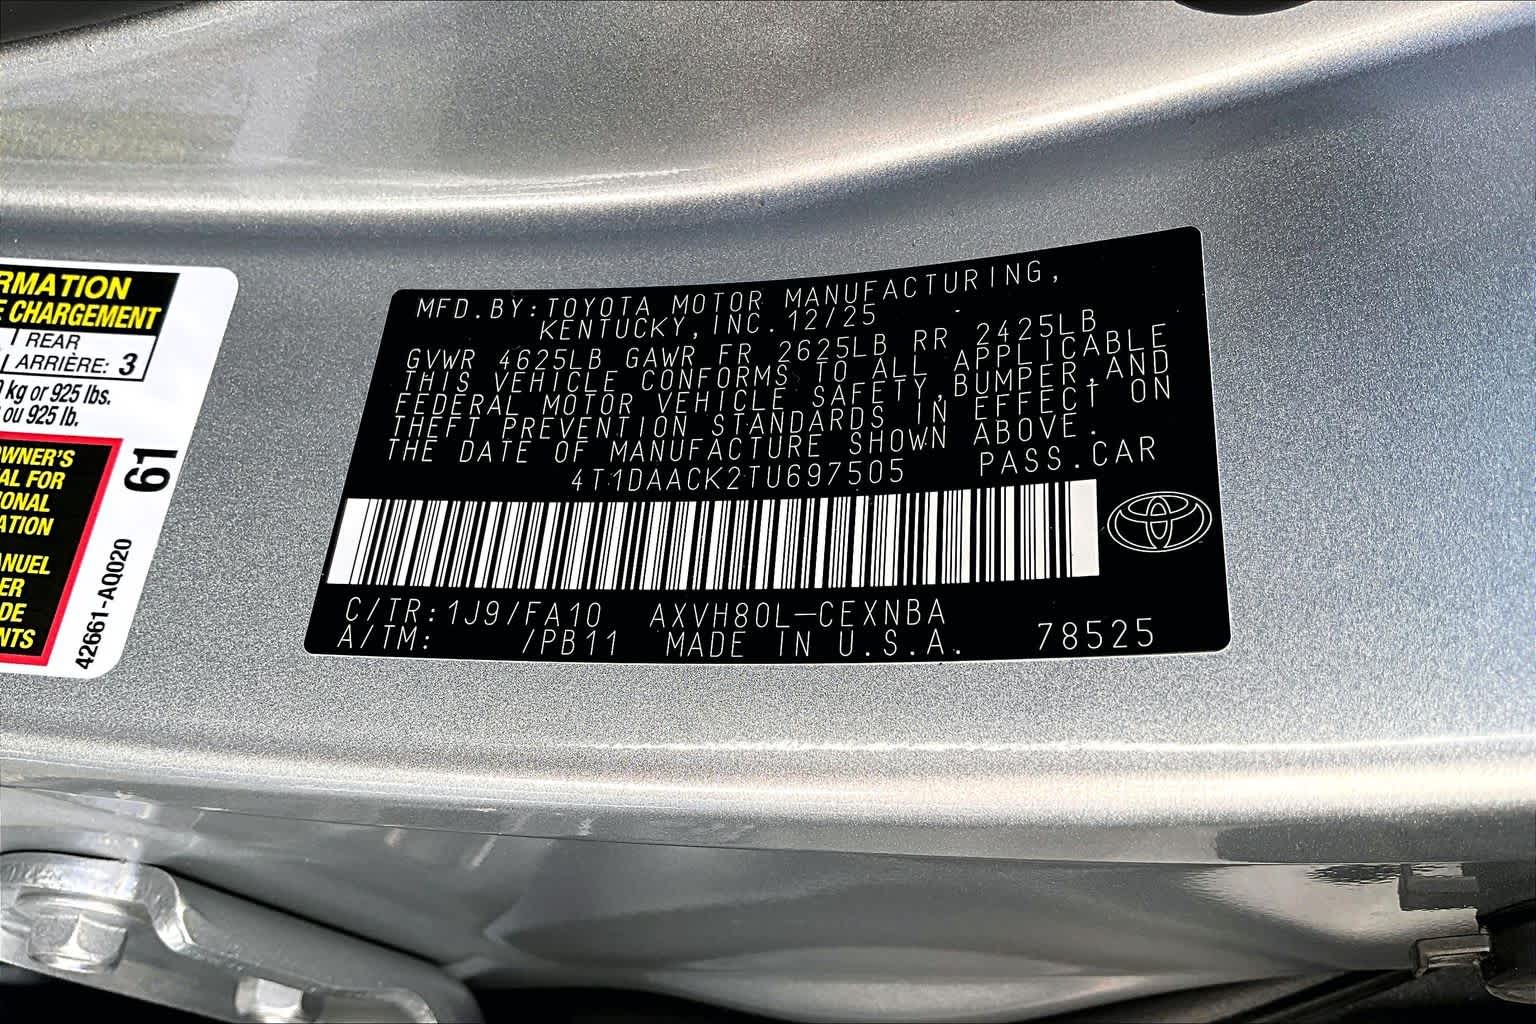 RMATION
E CHARGEMENT
REAR
ARRIÈRE: 3
kg or 925 lbs.
ou 925 lb.
OWNER'S
AL FOR
IONAL
ATION
ANUEL
ER
DE
NTS
61
42661-AQ020
MFD.BY:TOYOTA MOTOR MANUFACTURING,
KENTUCKY,INC.12/25
GVWR 4625LB GAWR FR 2625LB RR 2425LB
THIS VEHICLE CONFORMS TO ALL APPLICABLE
FEDERAL MOTOR VEHICLE SAFETY,BUMPER,AND
THEFT PREVENTION STANDARDS IN EFFECT ON
THE DATE OF MANUFACTURE SHOWN ABOVE.
4T1DAACK2TU697505 PASS.CAR
C/TR:1J9/FA10 AXVH80L-CEXNBA
A/TM: /PB11 MADE IN U.S.A. 78525